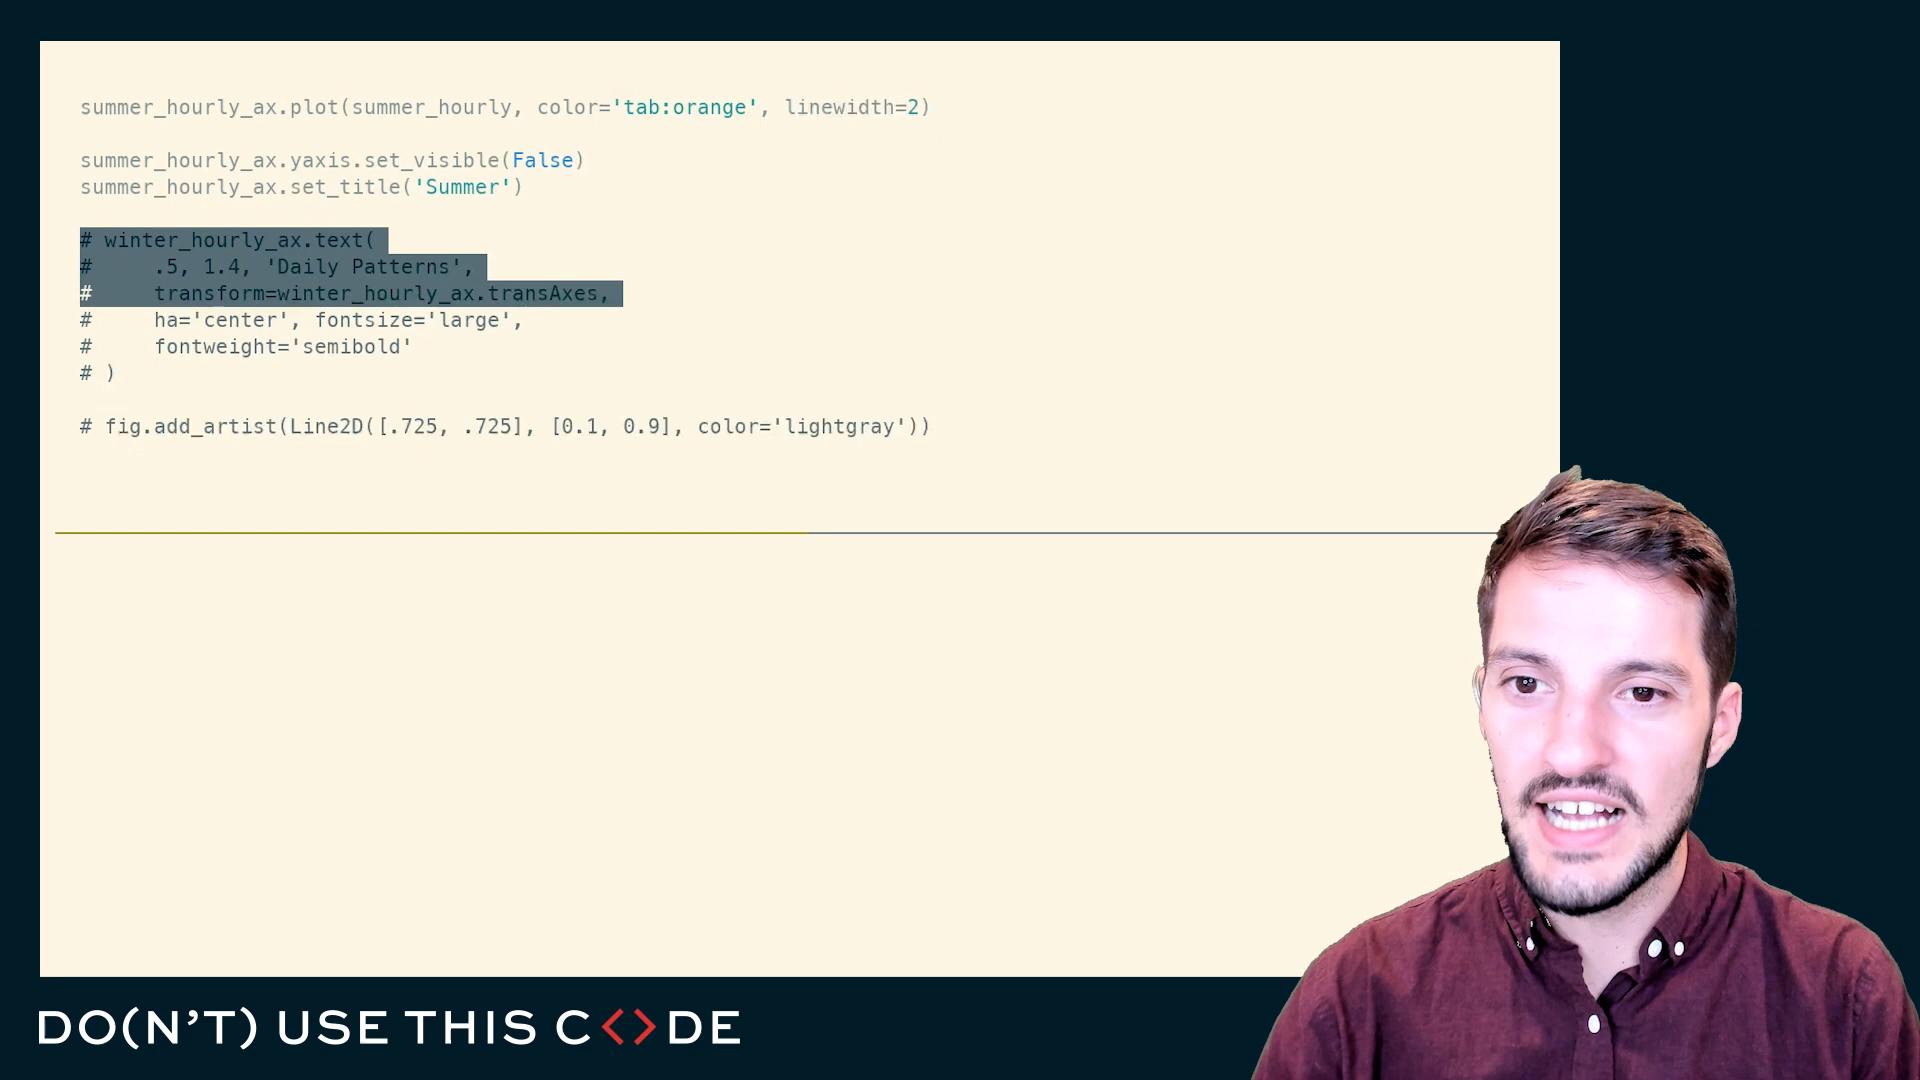 summer_hourly_ax.plot(summer_hourly, color='tab:orange', linewidth=2)
summer_hourly_ax.yaxis.set_visible(False)
summer_hourly_ax.set_title('Summer')
# winter_hourly_ax.text(
#     .5, 1.4, 'Daily Patterns',
#     transform=winter_hourly_ax.transAxes,
#     ha='center', fontsize='large',
#     fontweight='semibold'
# )
# fig.add_artist(Line2D([.725, .725], [0.1, 0.9], color='lightgray'))
DO(N'T) USE THIS C<>DE